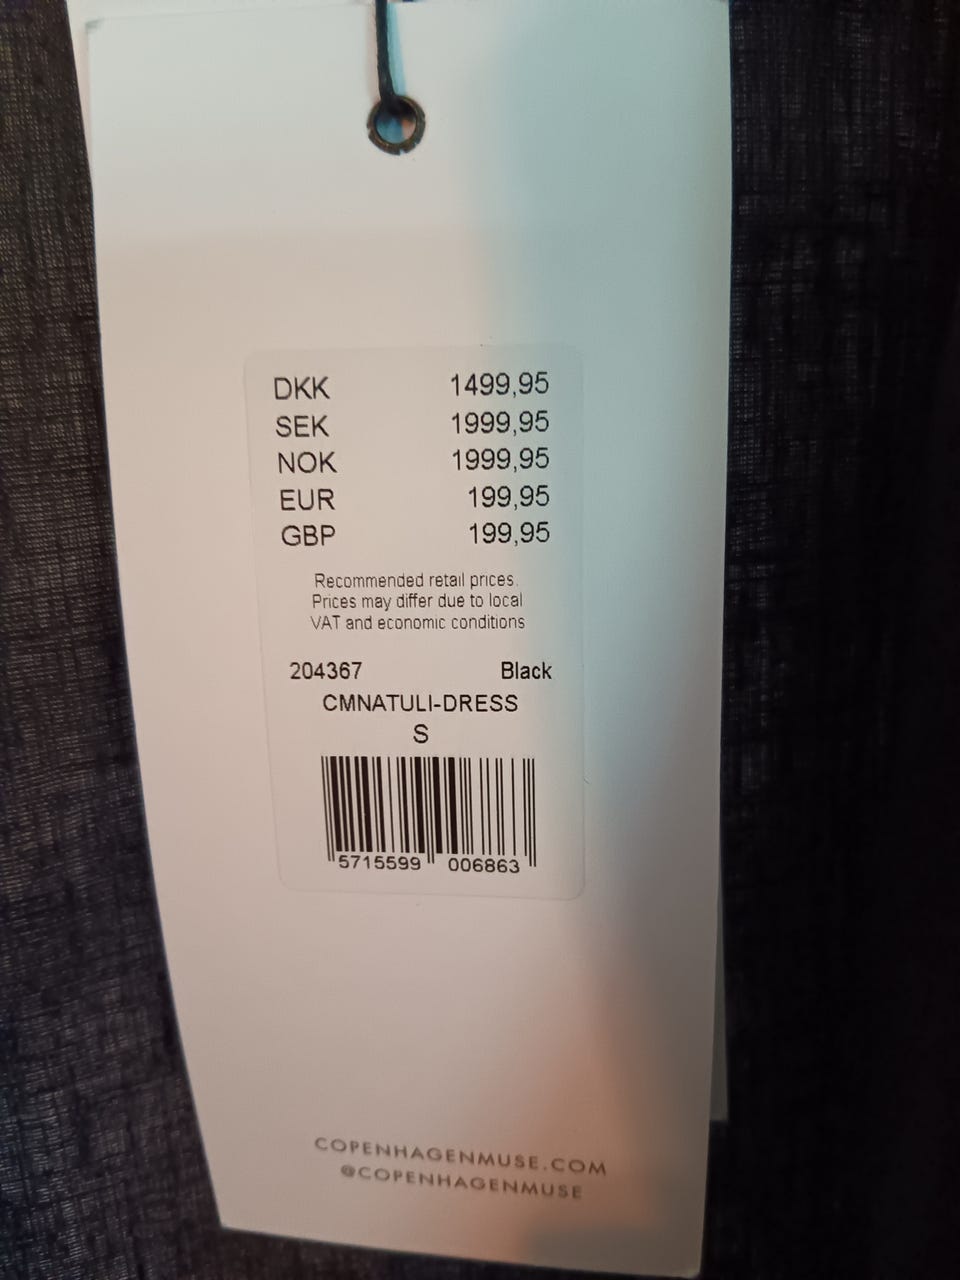 DKK 1499,95
SEK 1999,95
NOK 1999,95
EUR 199,95
GBP 199,95
Recommended retail prices.
Prices may differ due to local
VAT and economic conditions
204367 Black
CMNATULI-DRESS
S
5715599 006863
COPENHAGENMUSE.COM
@COPENHAGENMUSE